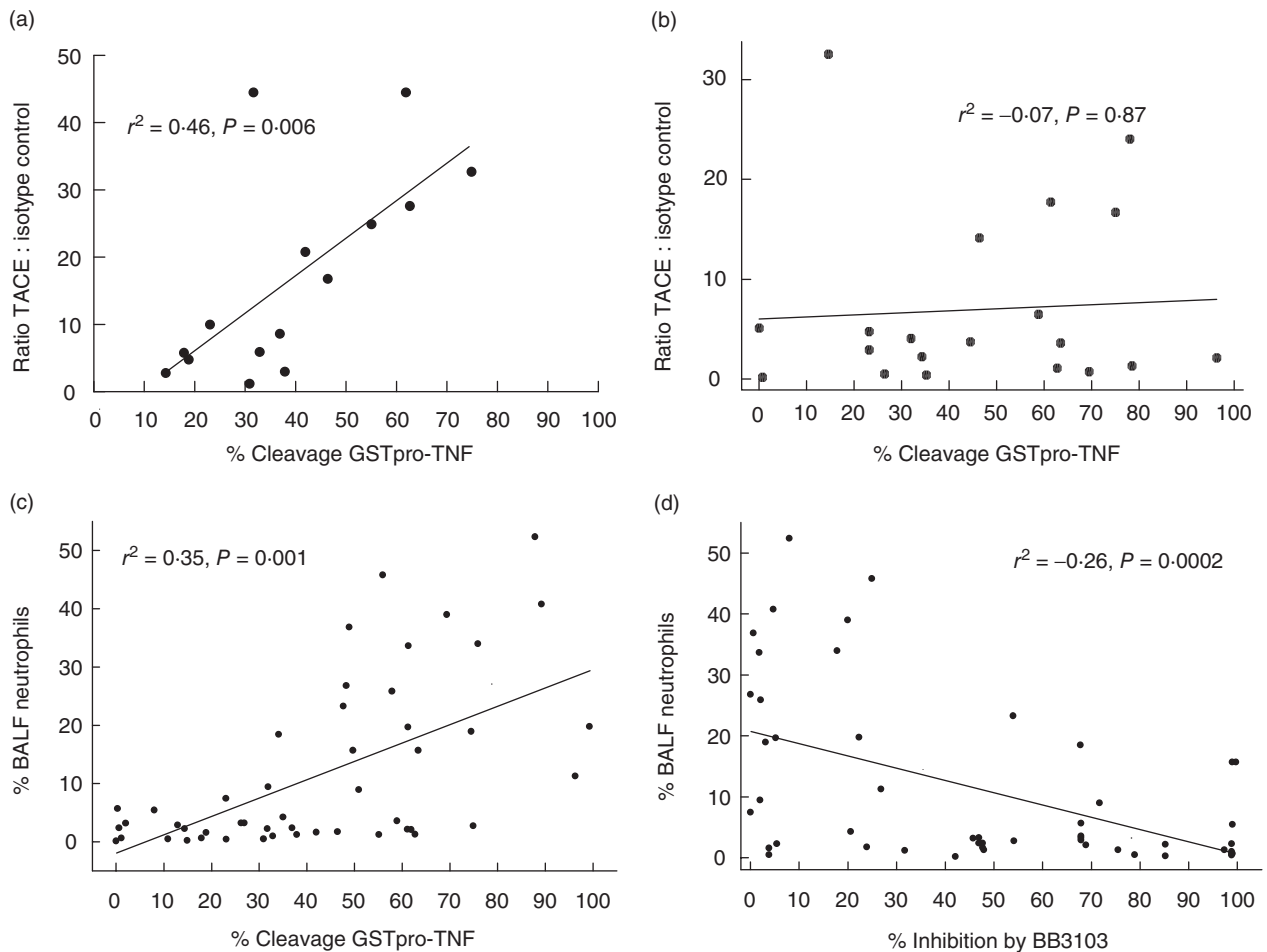 (a)
50
40
30
20
10
0
Ratio TACE : isotype control
r² = 0·46, P = 0·006
0 10 20 30 40 50 60 70 80 90 100
% Cleavage GSTpro-TNF
(b)
30
20
10
0
Ratio TACE : isotype control
r² = –0·07, P = 0·87
0 10 20 30 40 50 60 70 80 90 100
% Cleavage GSTpro-TNF
(c)
50
40
30
20
10
0
% BALF neutrophils
r² = 0·35, P = 0·001
0 10 20 30 40 50 60 70 80 90 100
% Cleavage GSTpro-TNF
(d)
50
40
30
20
10
0
% BALF neutrophils
r² = –0·26, P = 0·0002
0 10 20 30 40 50 60 70 80 90 100
% Inhibition by BB3103